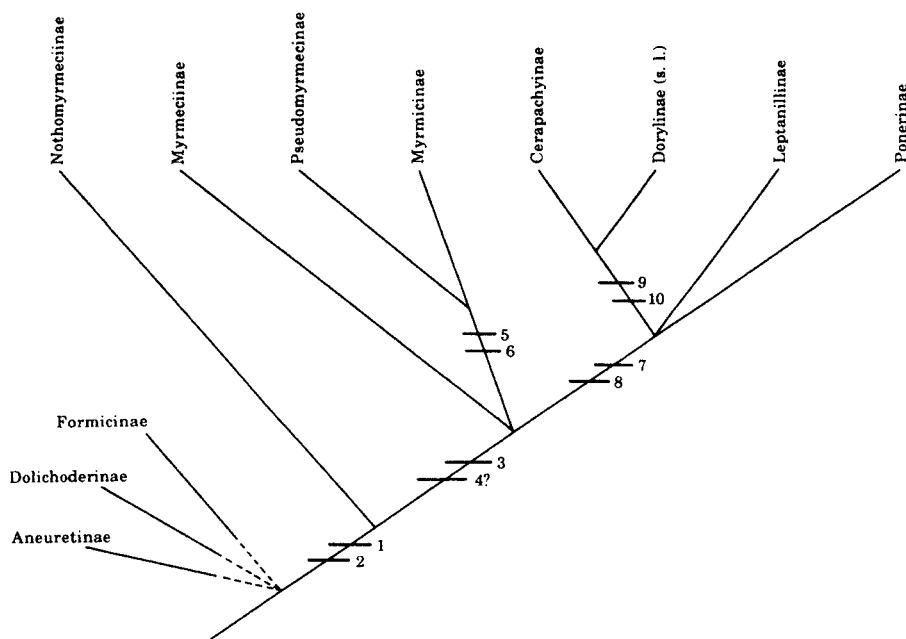 Nothomyrmeciinae
Myrmeciinae
Pseudomyrmecinae
Myrmicinae
Cerapachyinae
Dorylinae (s. l.)
Leptanillinae
Ponerinae
9
10
5
6
7
8
Formicinae
3
4?
Dolichoderinae
Aneuretinae
1
2